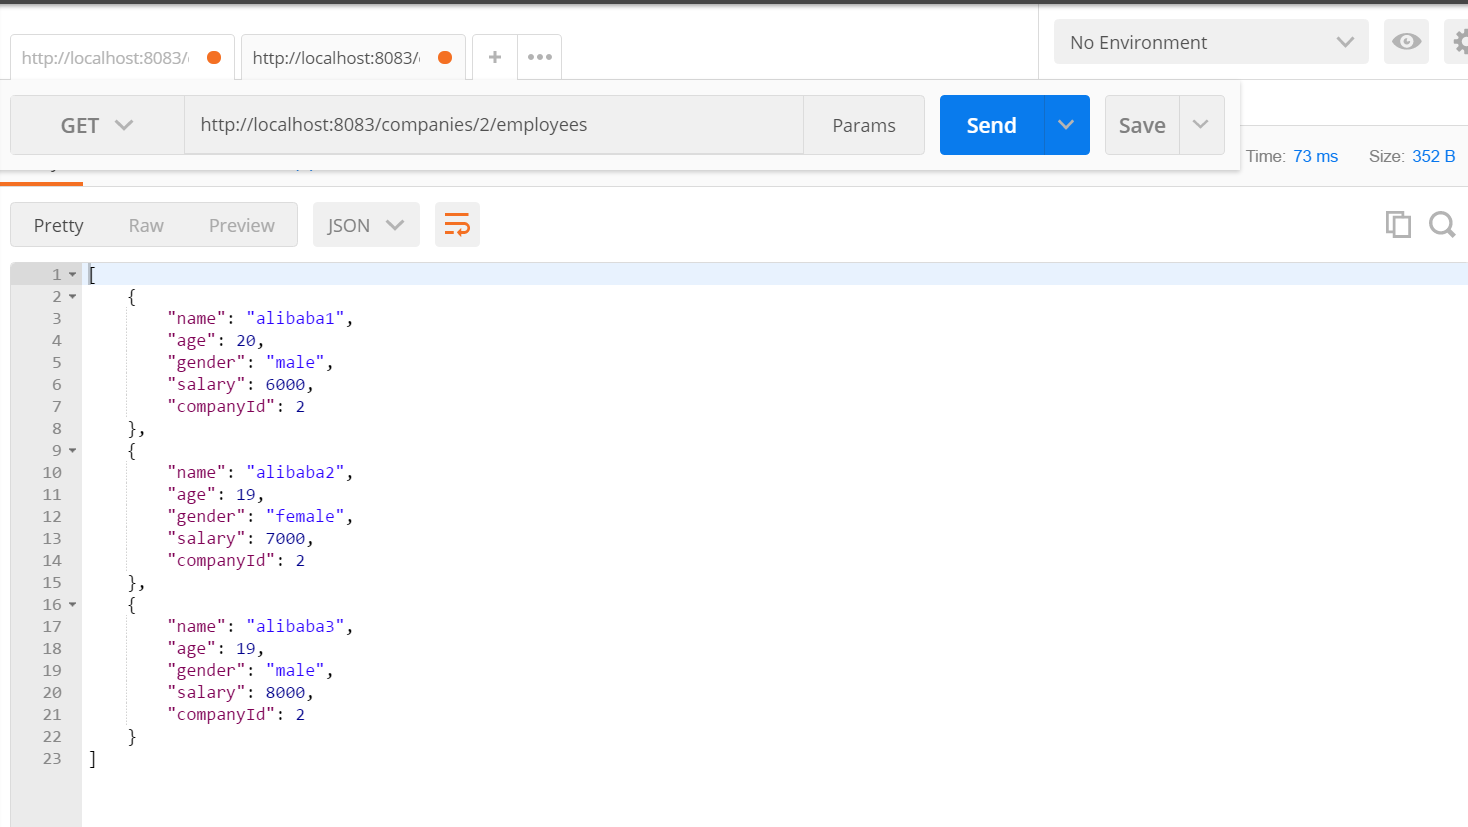 http://localhost:8083/
http://localhost:8083/
No Environment
GET http://localhost:8083/companies/2/employees Params Send Save
Time: 73 ms Size: 352 B
Pretty Raw Preview JSON
1 [
2 {
3 "name": "alibaba1",
4 "age": 20,
5 "gender": "male",
6 "salary": 6000,
7 "companyId": 2
8 },
9 {
10 "name": "alibaba2",
11 "age": 19,
12 "gender": "female",
13 "salary": 7000,
14 "companyId": 2
15 },
16 {
17 "name": "alibaba3",
18 "age": 19,
19 "gender": "male",
20 "salary": 8000,
21 "companyId": 2
22 }
23 ]